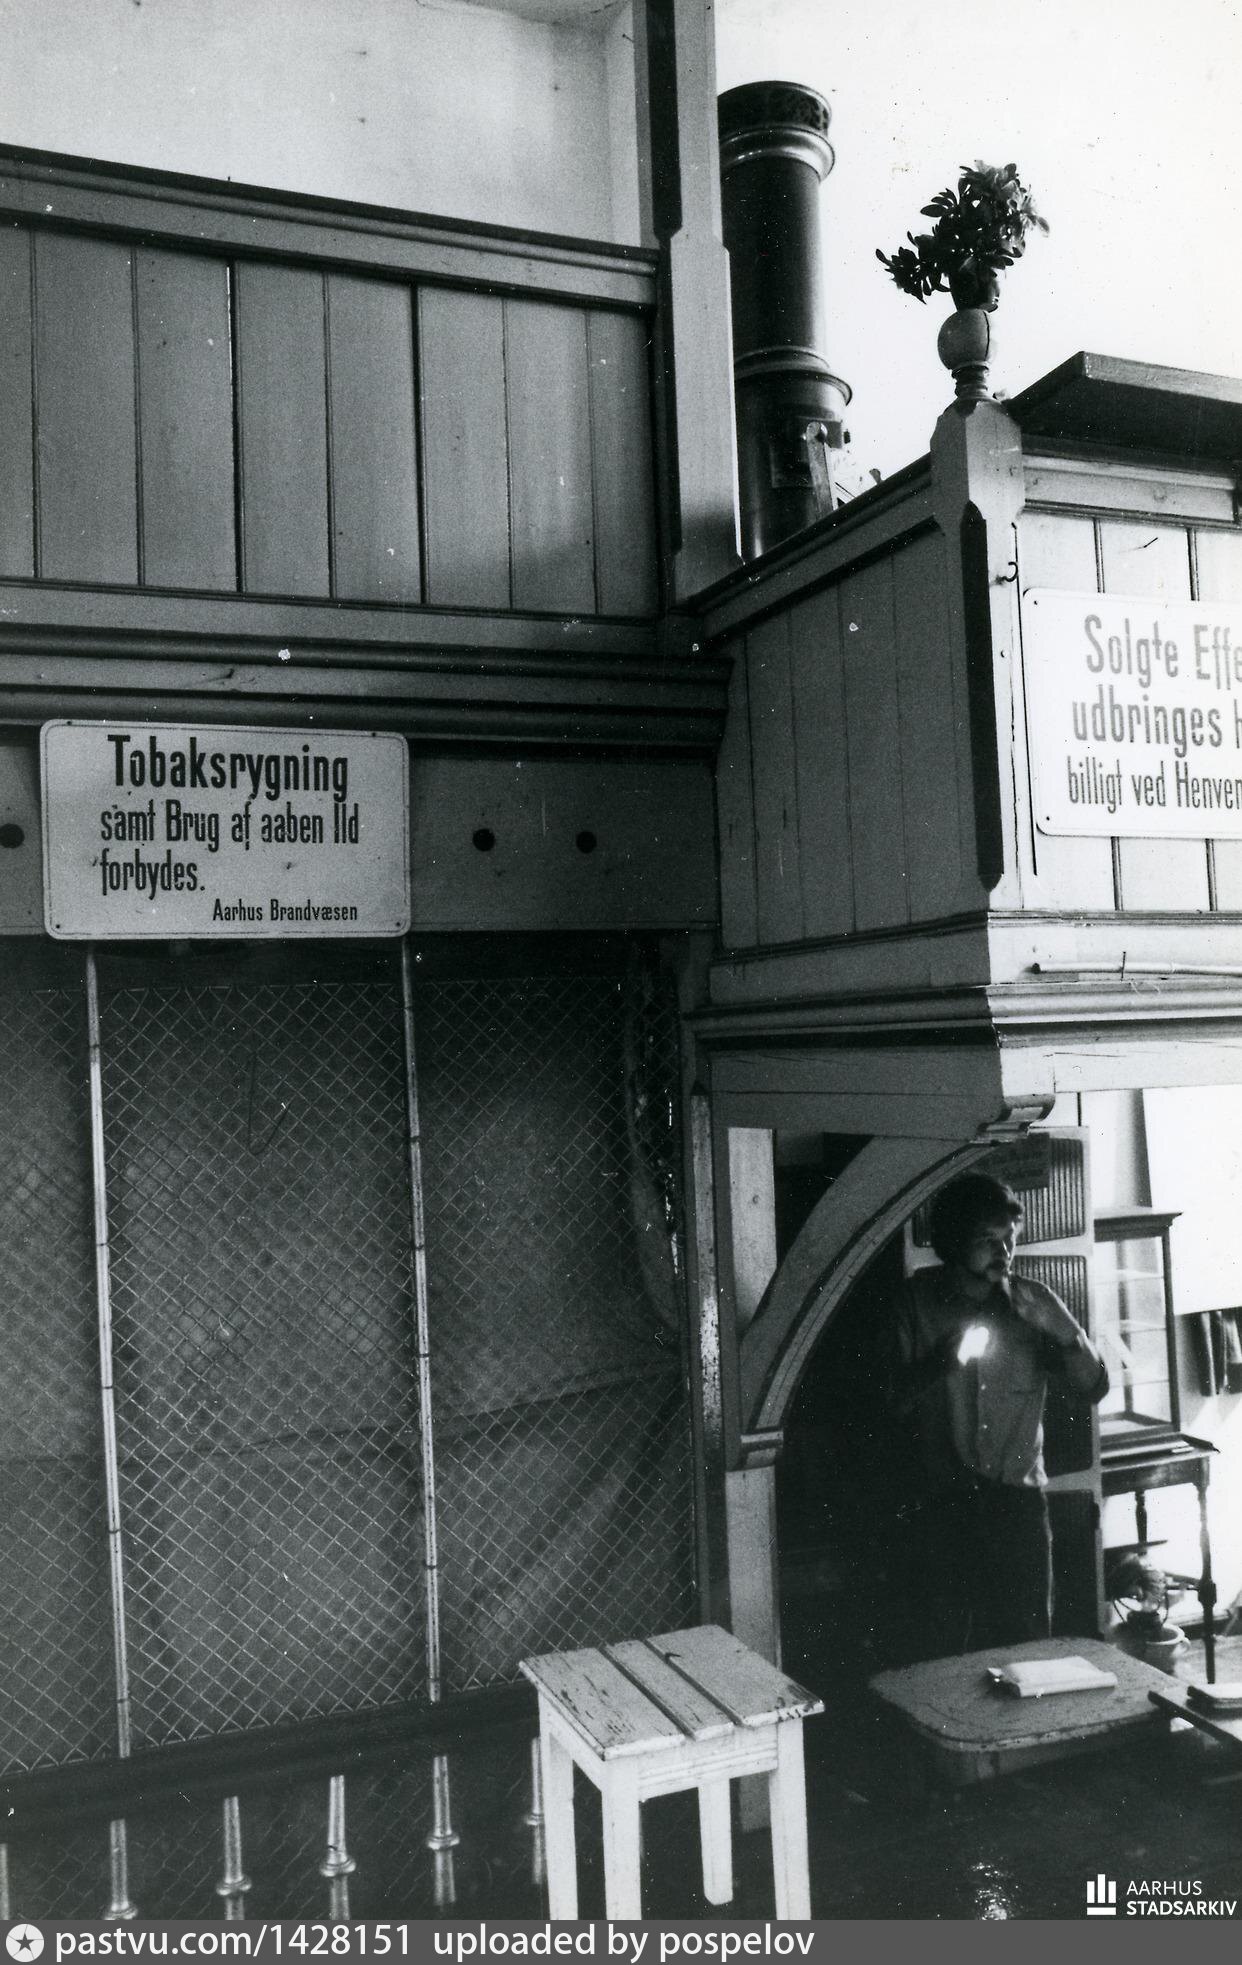 Tobaksrygning
samt Brug af aaben Ild
forbydes.
Aarhus Brandvæsen
Solgte Effe
udbringes h
billigt ved Henven
AARHUS
STADSARKIV
pastvu.com/1428151 uploaded by pospelov